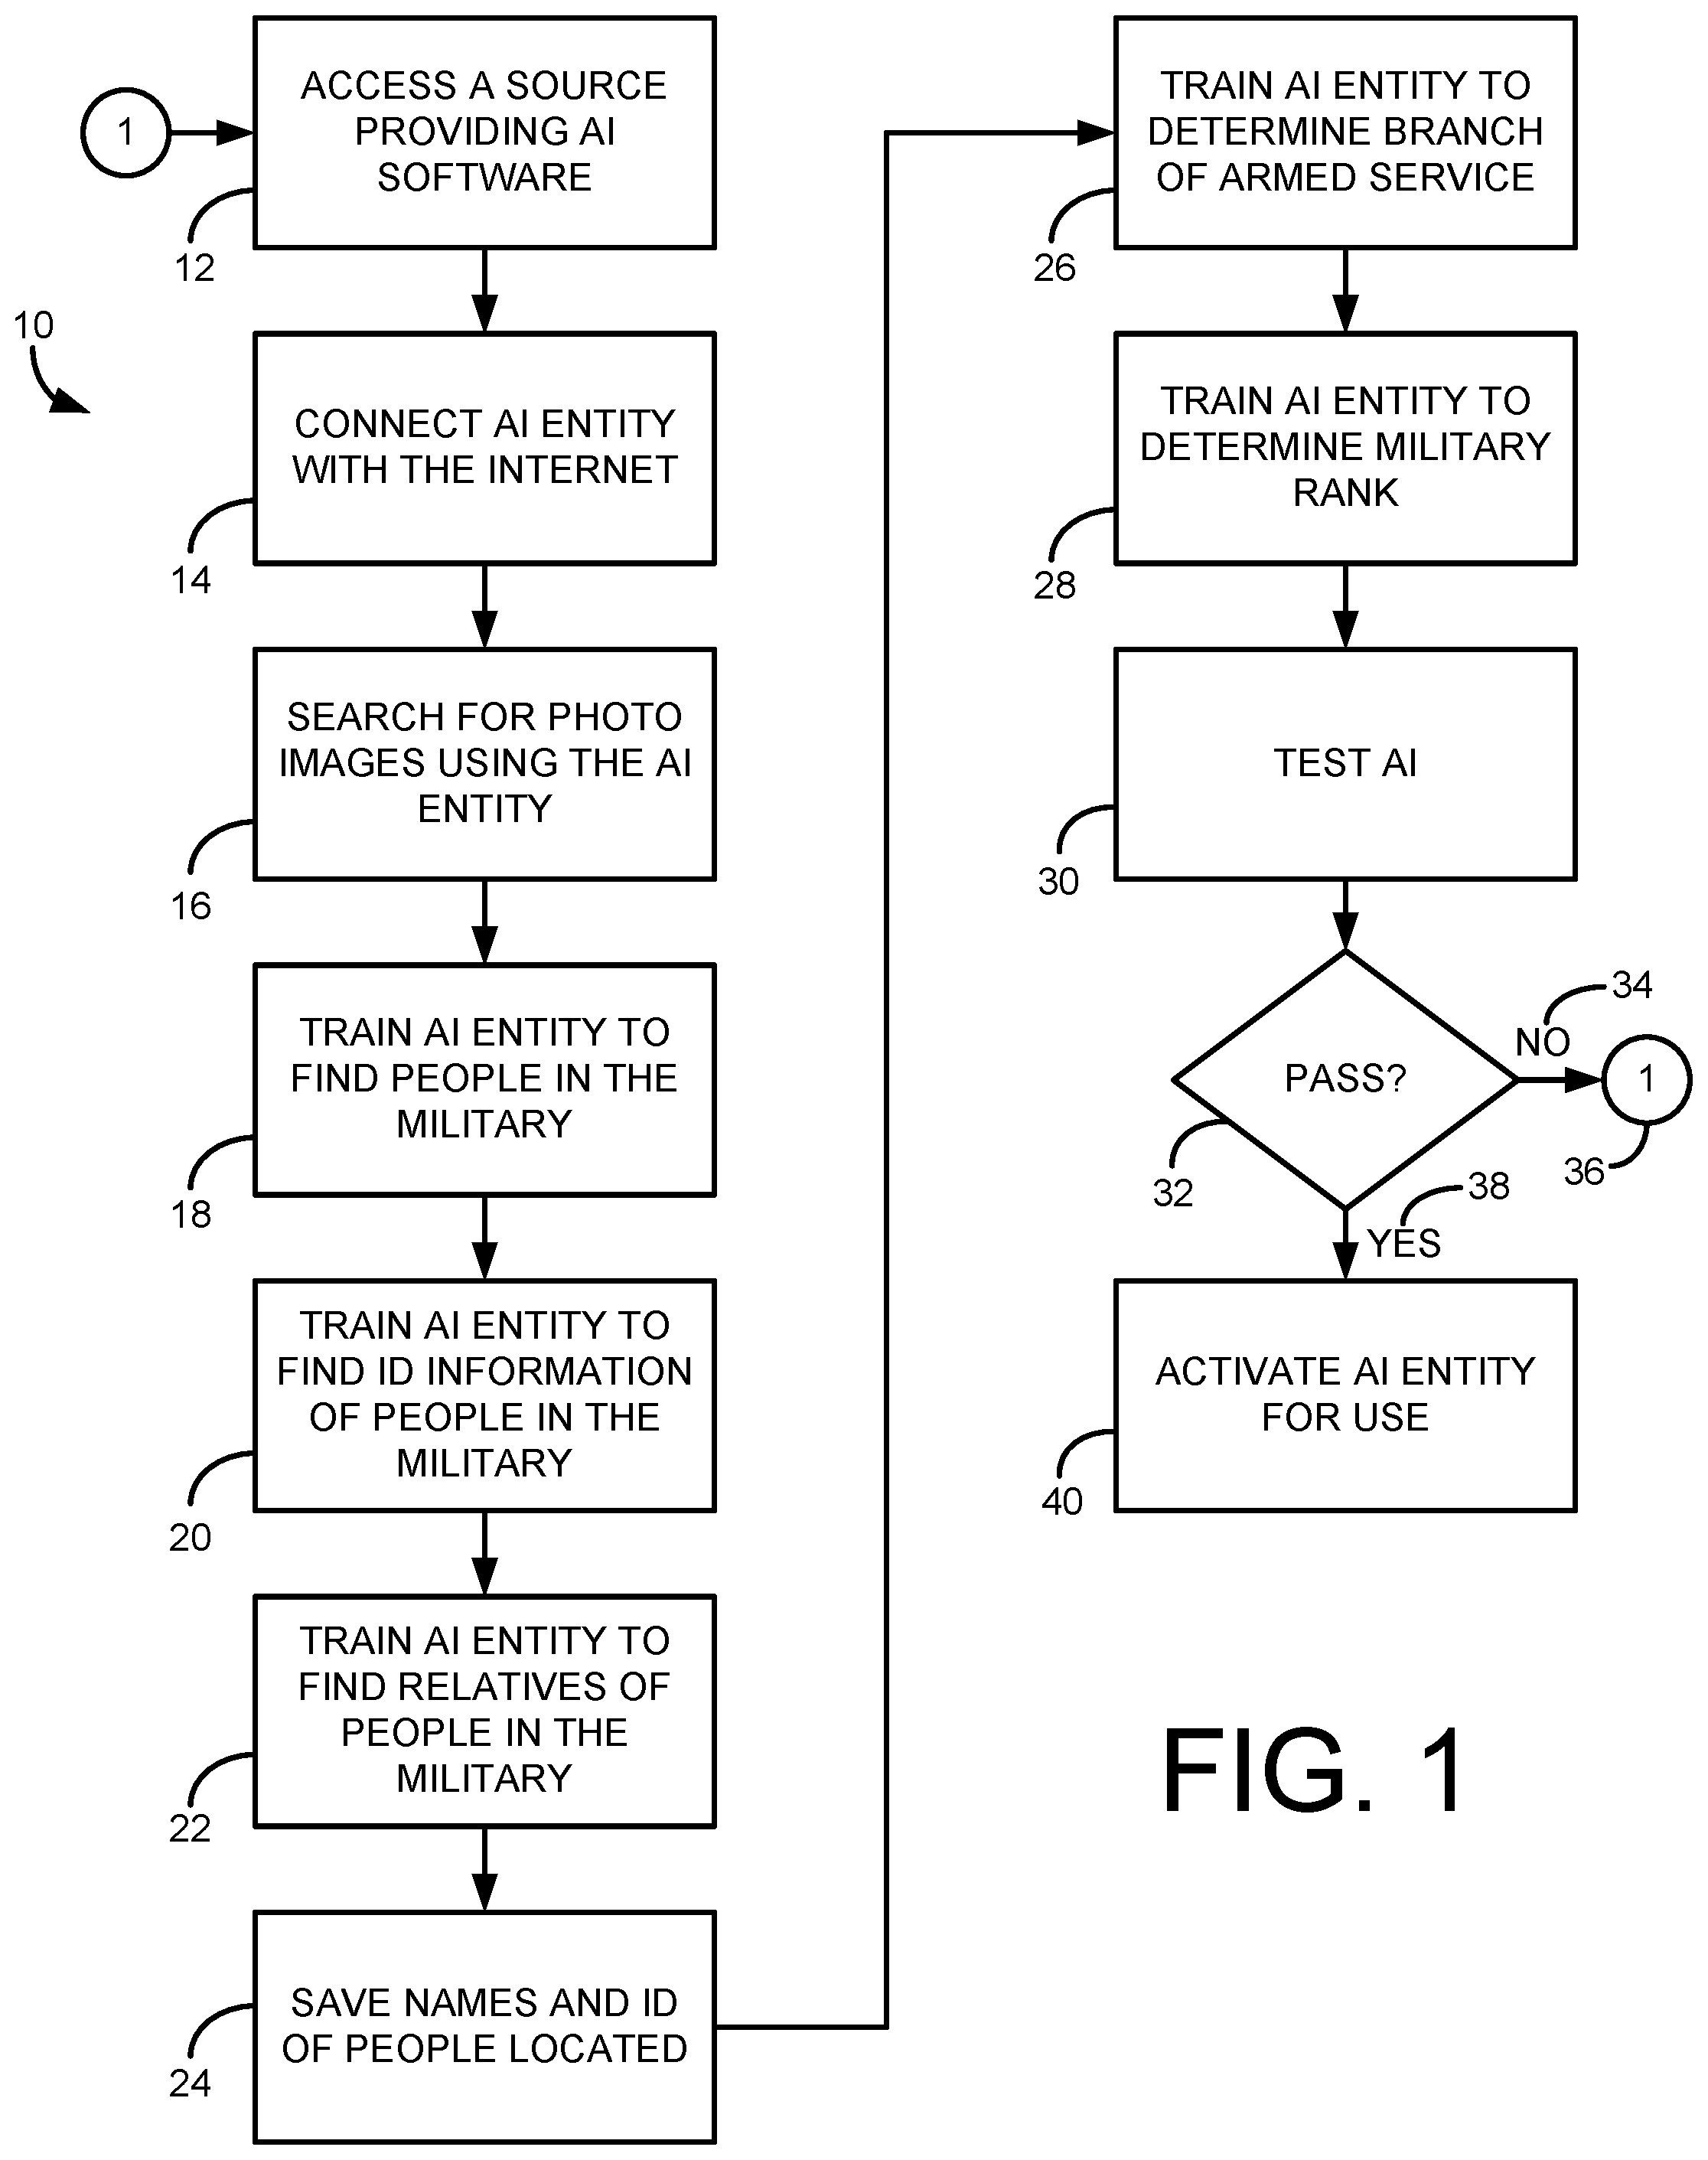 1
ACCESS A SOURCE
PROVIDING AI
SOFTWARE
12
10
CONNECT AI ENTITY
WITH THE INTERNET
14
SEARCH FOR PHOTO
IMAGES USING THE AI
ENTITY
16
TRAIN AI ENTITY TO
FIND PEOPLE IN THE
MILITARY
18
TRAIN AI ENTITY TO
FIND ID INFORMATION
OF PEOPLE IN THE
MILITARY
20
TRAIN AI ENTITY TO
FIND RELATIVES OF
PEOPLE IN THE
MILITARY
22
SAVE NAMES AND ID
OF PEOPLE LOCATED
24
TRAIN AI ENTITY TO
DETERMINE BRANCH
OF ARMED SERVICE
26
TRAIN AI ENTITY TO
DETERMINE MILITARY
RANK
28
TEST AI
30
PASS?
32
NO
34
1
36
YES
38
ACTIVATE AI ENTITY
FOR USE
40
FIG. 1